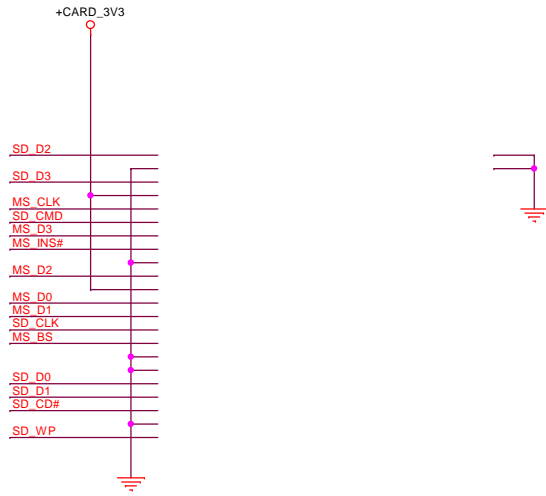 +CARD_3V3
SD_D2
SD_D3
MS_CLK
SD_CMD
MS_D3
MS_INS#
MS_D2
MS_D0
MS_D1
SD_CLK
MS_BS
SD_D0
SD_D1
SD_CD#
SD_WP